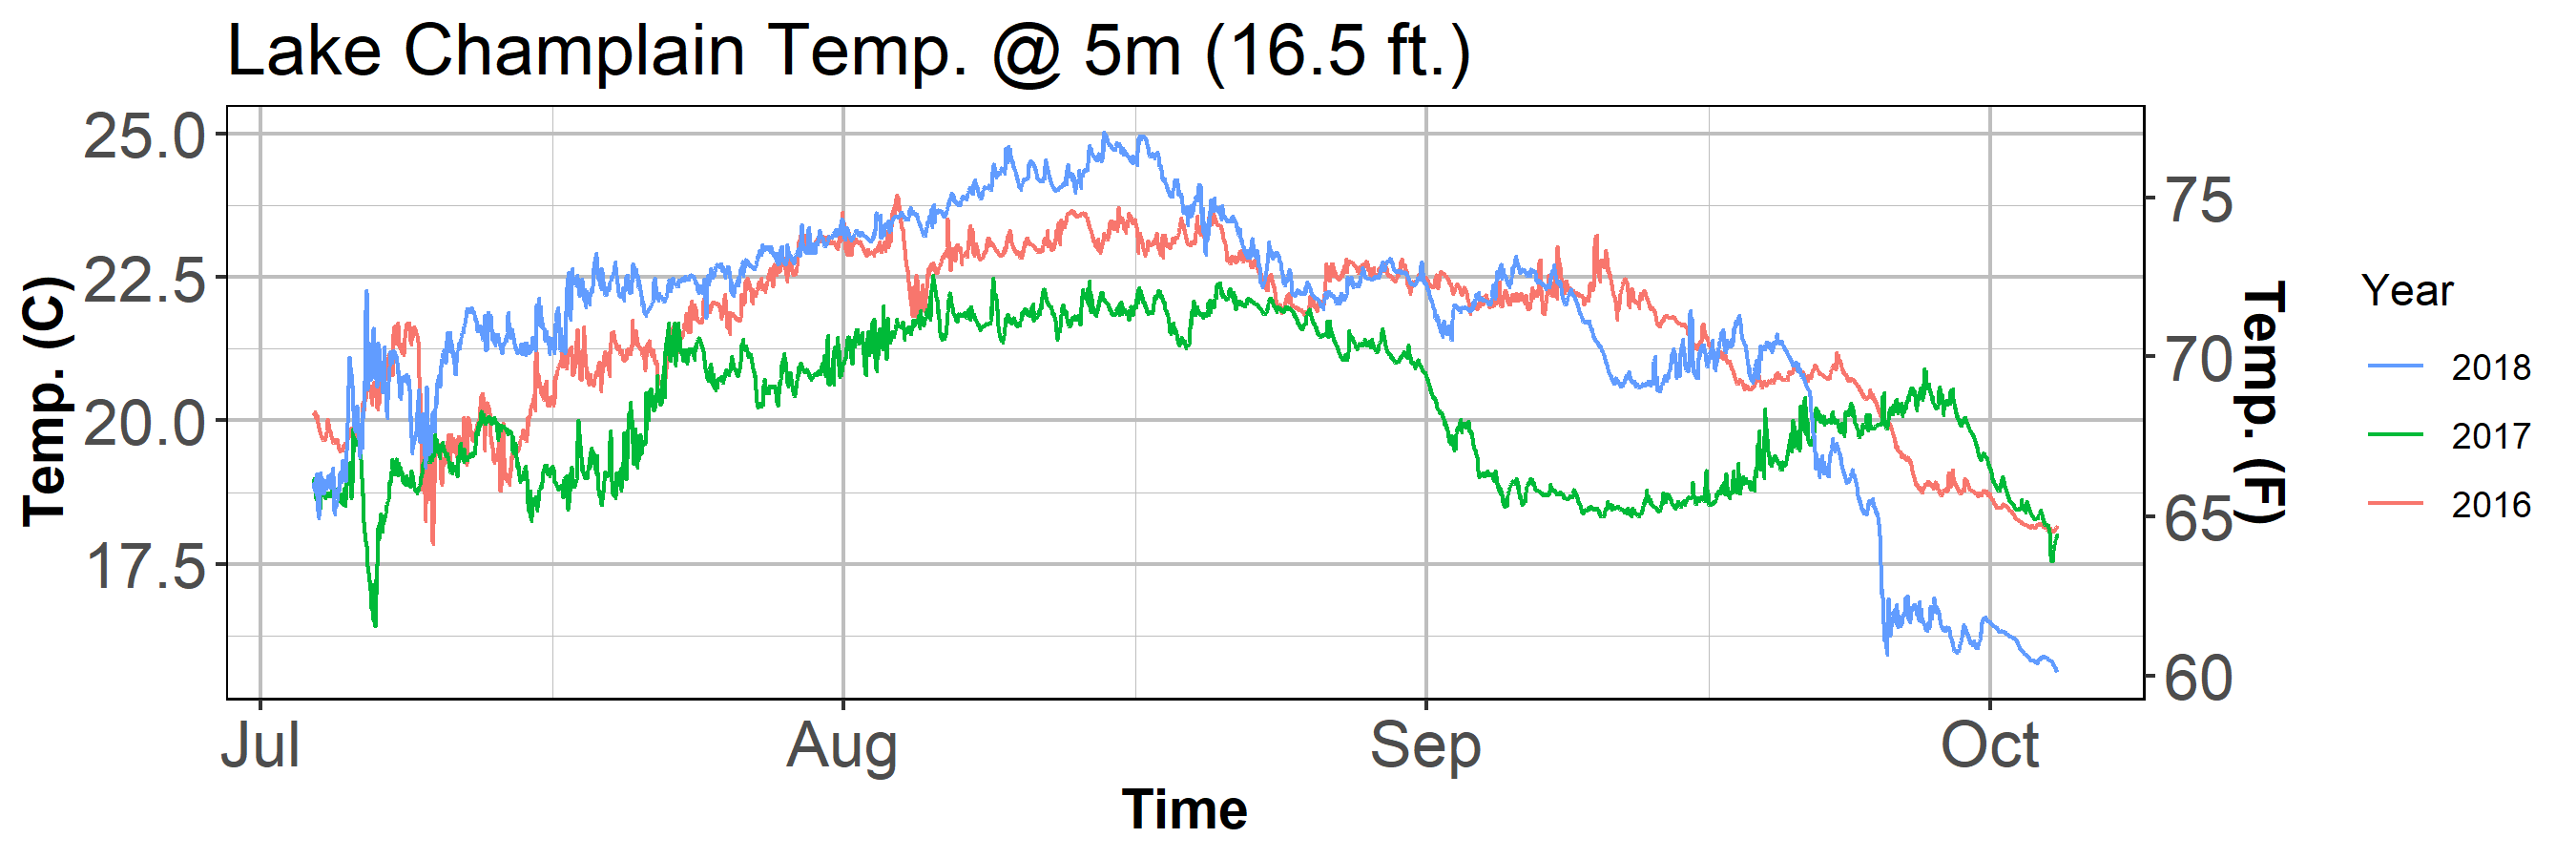 Lake Champlain Temp. @ 5m (16.5 ft.)
25.0
22.5
20.0
17.5
Temp. (C)
75
70
65
60
Temp. (F)
Jul Aug Sep Oct
Time
Year
2018
2017
2016